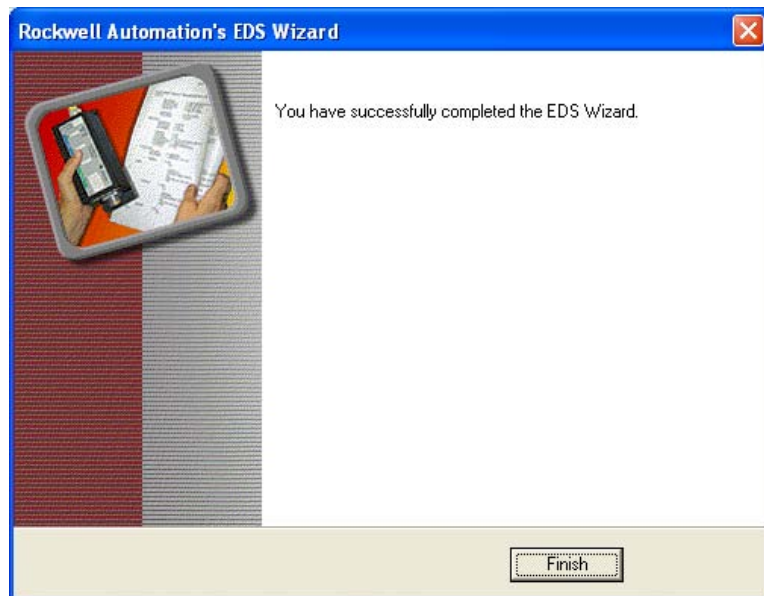 Rockwell Automation's EDS Wizard
You have successfully completed the EDS Wizard.
Finish